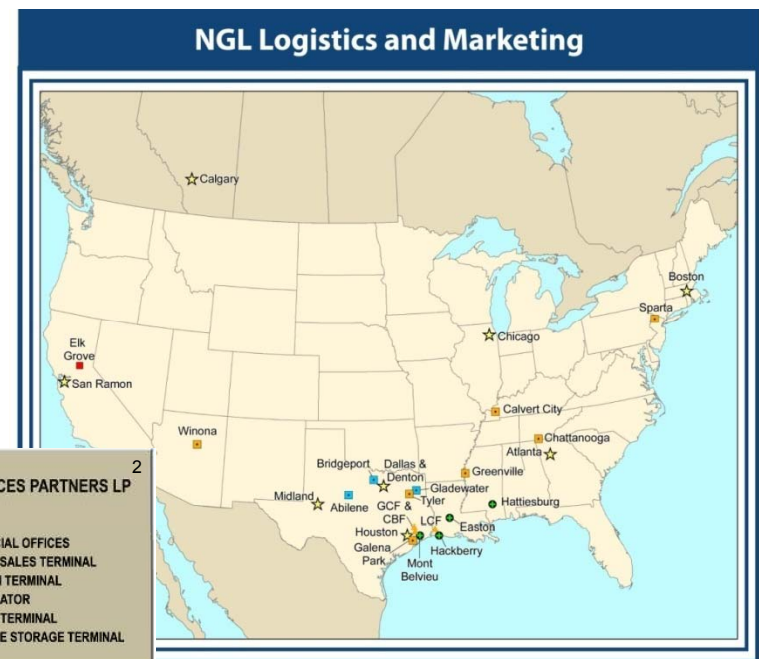 NGL Logistics and Marketing
Calgary
Boston
Sparta
Chicago
Elk
Grove
San Ramon
Calvert City
Winona
Chattanooga
Atlanta
Bridgeport
Dallas &
Denton
Greenville
Gladewater
Midland
Abilene
GCF &
Tyler
Hattiesburg
CBF
LCF
Easton
Houston
Galena
Park
Hackberry
Mont
Belvieu
2
CES PARTNERS LP
IAL OFFICES
SALES TERMINAL
TERMINAL
ATOR
TERMINAL
E STORAGE TERMINAL